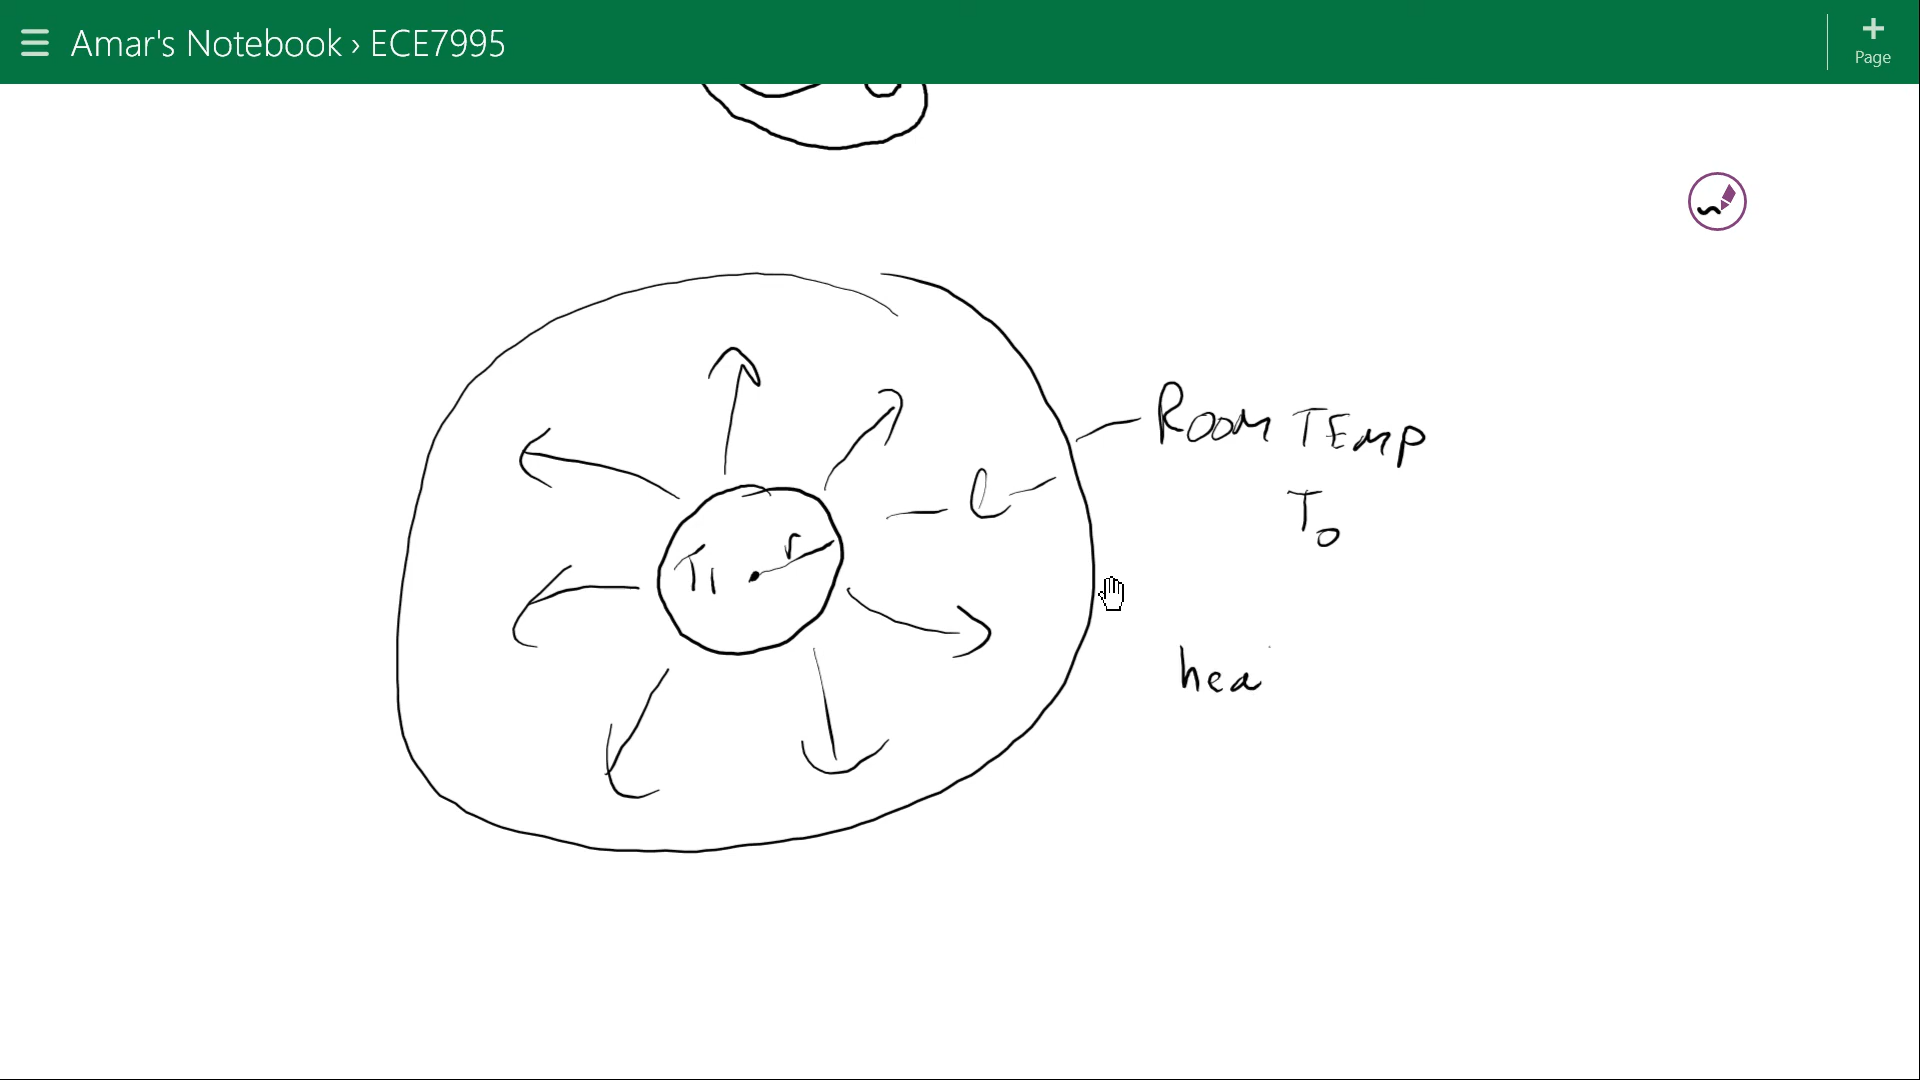 Amar's Notebook › ECE7995
+
Page
ROOM TEMP
T0
l
r
T1
hea